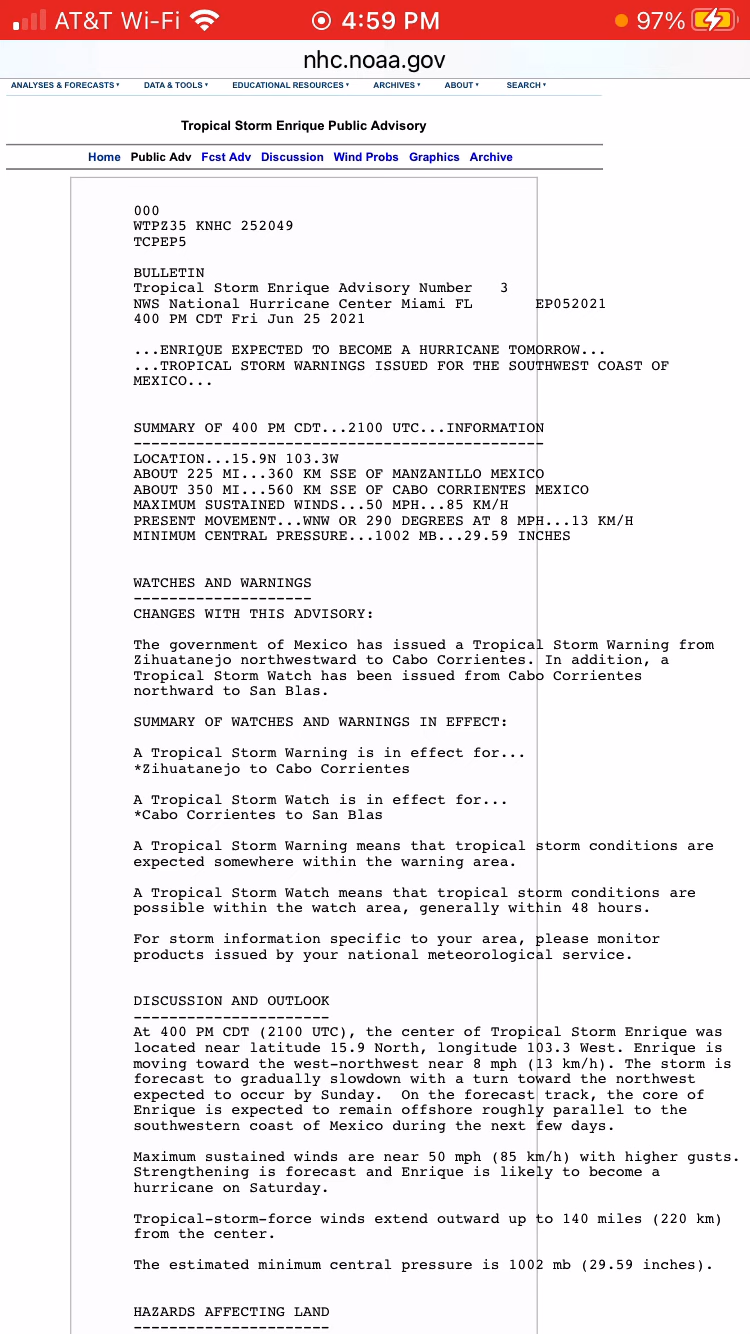 AT&T Wi-Fi 4:59 PM 97%
nhc.noaa.gov
ANALYSES & FORECASTS DATA & TOOLS EDUCATIONAL RESOURCES ARCHIVES ABOUT SEARCH
Tropical Storm Enrique Public Advisory
Home Public Adv Fcst Adv Discussion Wind Probs Graphics Archive
000
WTPZ35 KNHC 252049
TCPEP5
BULLETIN
Tropical Storm Enrique Advisory Number 3
NWS National Hurricane Center Miami FL EP052021
400 PM CDT Fri Jun 25 2021
...ENRIQUE EXPECTED TO BECOME A HURRICANE TOMORROW...
...TROPICAL STORM WARNINGS ISSUED FOR THE SOUTHWEST COAST OF
MEXICO...
SUMMARY OF 400 PM CDT...2100 UTC...INFORMATION
----------------------------------------------
LOCATION...15.9N 103.3W
ABOUT 225 MI...360 KM SSE OF MANZANILLO MEXICO
ABOUT 350 MI...560 KM SSE OF CABO CORRIENTES MEXICO
MAXIMUM SUSTAINED WINDS...50 MPH...85 KM/H
PRESENT MOVEMENT...WNW OR 290 DEGREES AT 8 MPH...13 KM/H
MINIMUM CENTRAL PRESSURE...1002 MB...29.59 INCHES
WATCHES AND WARNINGS
--------------------
CHANGES WITH THIS ADVISORY:
The government of Mexico has issued a Tropical Storm Warning from
Zihuatanejo northwestward to Cabo Corrientes. In addition, a
Tropical Storm Watch has been issued from Cabo Corrientes
northward to San Blas.
SUMMARY OF WATCHES AND WARNINGS IN EFFECT:
A Tropical Storm Warning is in effect for...
*Zihuatanejo to Cabo Corrientes
A Tropical Storm Watch is in effect for...
*Cabo Corrientes to San Blas
A Tropical Storm Warning means that tropical storm conditions are
expected somewhere within the warning area.
A Tropical Storm Watch means that tropical storm conditions are
possible within the watch area, generally within 48 hours.
For storm information specific to your area, please monitor
products issued by your national meteorological service.
DISCUSSION AND OUTLOOK
----------------------
At 400 PM CDT (2100 UTC), the center of Tropical Storm Enrique was
located near latitude 15.9 North, longitude 103.3 West. Enrique is
moving toward the west-northwest near 8 mph (13 km/h). The storm is
forecast to gradually slowdown with a turn toward the northwest
expected to occur by Sunday.  On the forecast track, the core of
Enrique is expected to remain offshore roughly parallel to the
southwestern coast of Mexico during the next few days.
Maximum sustained winds are near 50 mph (85 km/h) with higher gusts.
Strengthening is forecast and Enrique is likely to become a
hurricane on Saturday.
Tropical-storm-force winds extend outward up to 140 miles (220 km)
from the center.
The estimated minimum central pressure is 1002 mb (29.59 inches).
HAZARDS AFFECTING LAND
----------------------